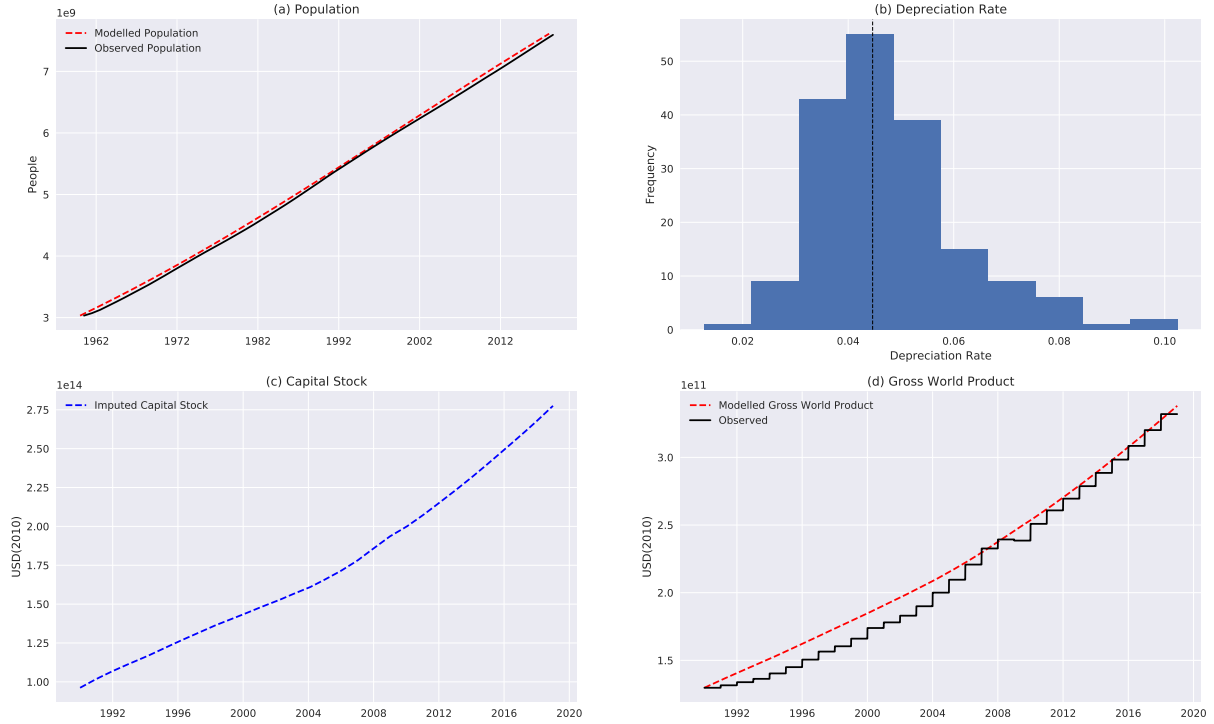 (a) Population
1e9
Modelled Population
Observed Population
7
6
5
4
3
People
1962
1972
1982
1992
2002
2012
(b) Depreciation Rate
50
40
30
20
10
0
Frequency
0.02
0.04
0.06
0.08
0.10
Depreciation Rate
(c) Capital Stock
1e14
Imputed Capital Stock
2.75
2.50
2.25
2.00
1.75
1.50
1.25
1.00
USD(2010)
1992
1996
2000
2004
2008
2012
2016
2020
(d) Gross World Product
1e11
Modelled Gross World Product
Observed
3.0
2.5
2.0
1.5
USD(2010)
1992
1996
2000
2004
2008
2012
2016
2020